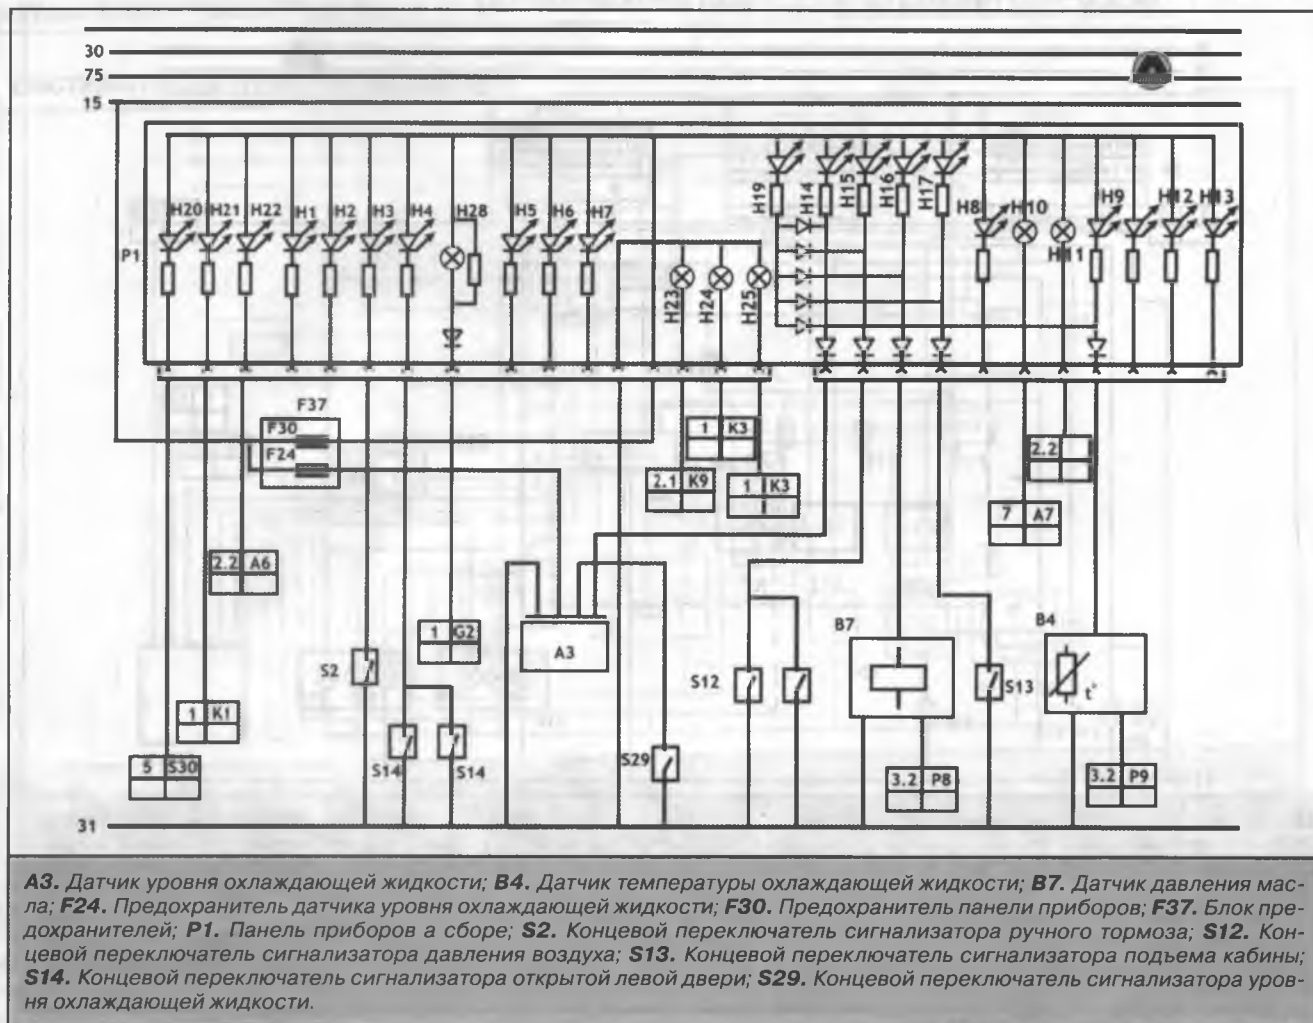 30
75
15
P1
H20 H21 H22 H1 H2 H3 H4 H28 H5 H6 H7
H23 H24 H25
H19 H14 H15 H16 H17
H8 H10 H11 H9 H12 H13
F37
F30
F24
1 K3
2.1 K9
1 K3
2.2
7 A7
2.2 A6
1 G2
A3
B7
B4
S2
S12
S13
t°
1 K1
S14
S14
S29
5 S30
3.2 P8
3.2 P9
31
A3. Датчик уровня охлаждающей жидкости; B4. Датчик температуры охлаждающей жидкости; B7. Датчик давления мас-
ла; F24. Предохранитель датчика уровня охлаждающей жидкости; F30. Предохранитель панели приборов; F37. Блок пре-
дохранителей; P1. Панель приборов а сборе; S2. Концевой переключатель сигнализатора ручного тормоза; S12. Кон-
цевой переключатель сигнализатора давления воздуха; S13. Концевой переключатель сигнализатора подъема кабины;
S14. Концевой переключатель сигнализатора открытой левой двери; S29. Концевой переключатель сигнализатора уров-
ня охлаждающей жидкости.